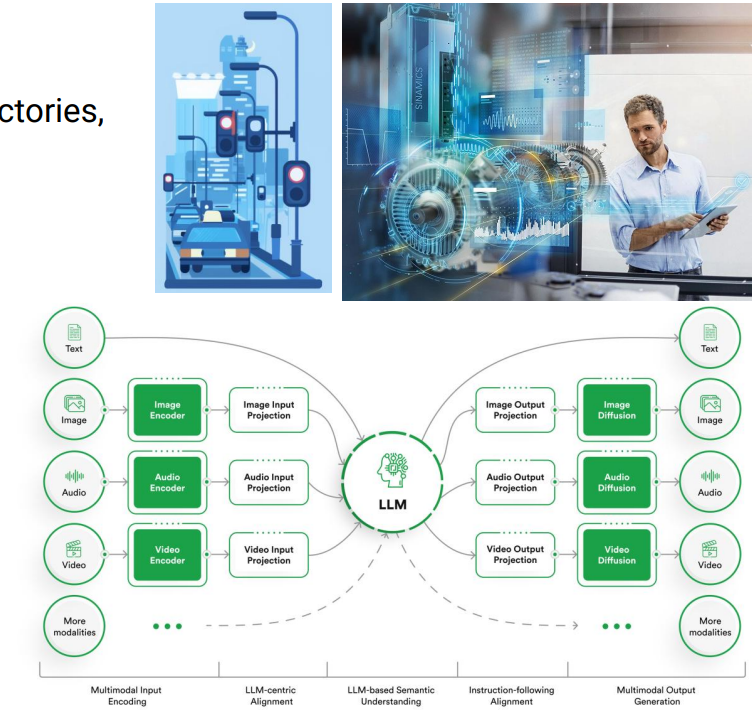 ctories,
SINAMICS
Text
Text
Image
Encoder
Image Input
Projection
Image Output
Projection
Image
Diffusion
Image
Image
Audio
Encoder
Audio Input
Projection
LLM
Audio Output
Projection
Audio
Diffusion
Audio
Audio
Video
Encoder
Video Input
Projection
Video Output
Projection
Video
Diffusion
Video
Video
More
modalities
More
modalities
Multimodal Input
Encoding
LLM-centric
Alignment
LLM-based Semantic
Understanding
Instruction-following
Alignment
Multimodal Output
Generation